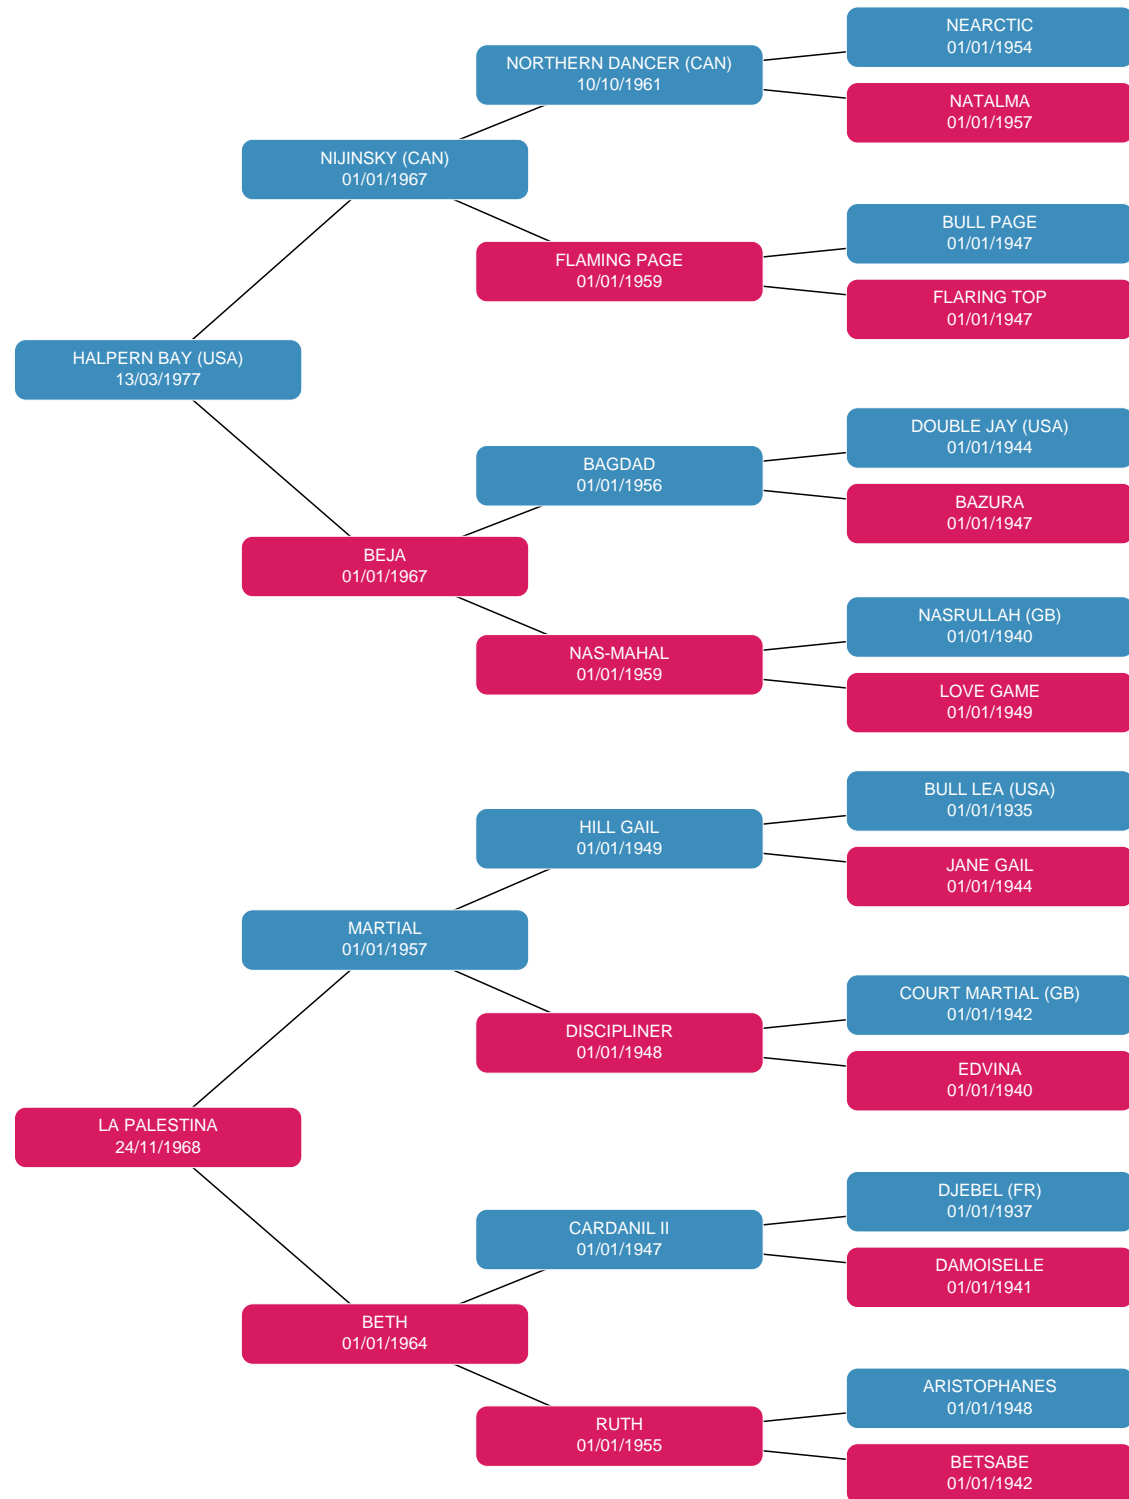 NEARCTIC
01/01/1954
NORTHERN DANCER (CAN)
10/10/1961
NATALMA
01/01/1957
NIJINSKY (CAN)
01/01/1967
BULL PAGE
01/01/1947
FLAMING PAGE
01/01/1959
FLARING TOP
01/01/1947
HALPERN BAY (USA)
13/03/1977
DOUBLE JAY (USA)
01/01/1944
BAGDAD
01/01/1956
BAZURA
01/01/1947
BEJA
01/01/1967
NASRULLAH (GB)
01/01/1940
NAS-MAHAL
01/01/1959
LOVE GAME
01/01/1949
BULL LEA (USA)
01/01/1935
HILL GAIL
01/01/1949
JANE GAIL
01/01/1944
MARTIAL
01/01/1957
COURT MARTIAL (GB)
01/01/1942
DISCIPLINER
01/01/1948
EDVINA
01/01/1940
LA PALESTINA
24/11/1968
DJEBEL (FR)
01/01/1937
CARDANIL II
01/01/1947
DAMOISELLE
01/01/1941
BETH
01/01/1964
ARISTOPHANES
01/01/1948
RUTH
01/01/1955
BETSABE
01/01/1942